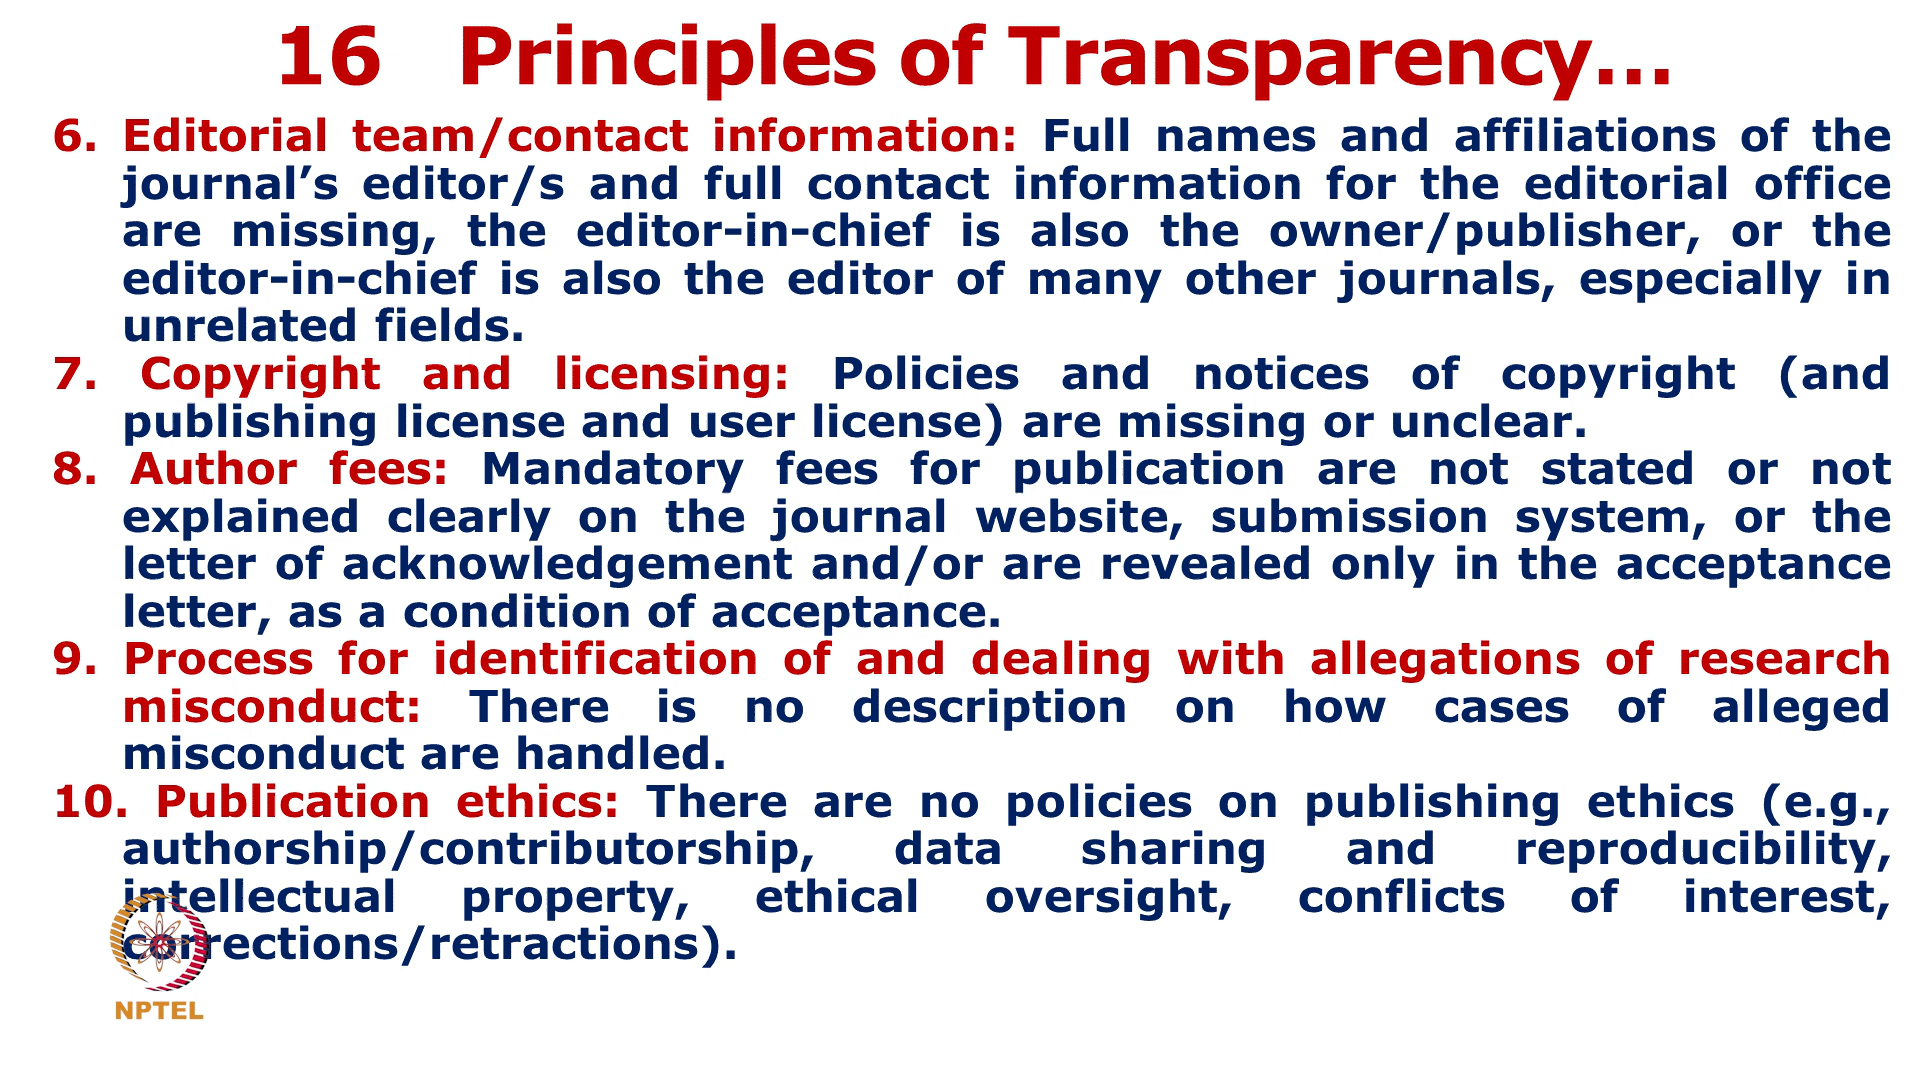 16 Principles of Transparency...
6. Editorial team/contact information: Full names and affiliations of the
journal’s editor/s and full contact information for the editorial office
are missing, the editor-in-chief is also the owner/publisher, or the
editor-in-chief is also the editor of many other journals, especially in
unrelated fields.
7. Copyright and licensing: Policies and notices of copyright (and
publishing license and user license) are missing or unclear.
8. Author fees: Mandatory fees for publication are not stated or not
explained clearly on the journal website, submission system, or the
letter of acknowledgement and/or are revealed only in the acceptance
letter, as a condition of acceptance.
9. Process for identification of and dealing with allegations of research
misconduct: There is no description on how cases of alleged
misconduct are handled.
10. Publication ethics: There are no policies on publishing ethics (e.g.,
authorship/contributorship, data sharing and reproducibility,
intellectual property, ethical oversight, conflicts of interest,
corrections/retractions).
NPTEL